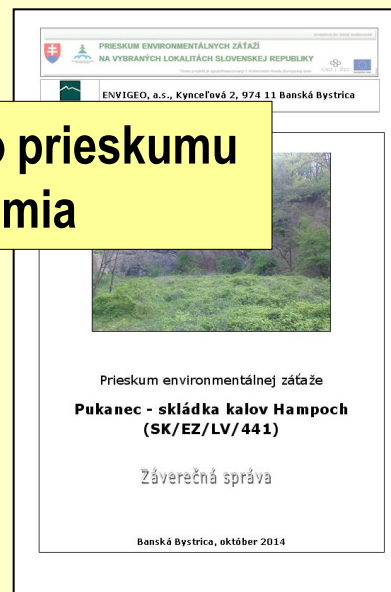 PRIESKUM ENVIRONMENTÁLNYCH ZÁŤAŽÍ
NA VYBRANÝCH LOKALITÁCH SLOVENSKEJ REPUBLIKY
ENVIGEO, a.s., Kynceľová 2, 974 11 Banská Bystrica
prieskumu
mia
Prieskum environmentálnej záťaže
Pukanec - skládka kalov Hampoch
(SK/EZ/LV/441)
Záverečná správa
Banská Bystrica, október 2014